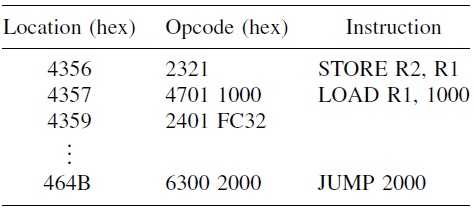 Location (hex) Opcode (hex) Instruction
4356 2321 STORE R2, R1
4357 4701 1000 LOAD R1, 1000
4359 2401 FC32
⋮
464B 6300 2000 JUMP 2000